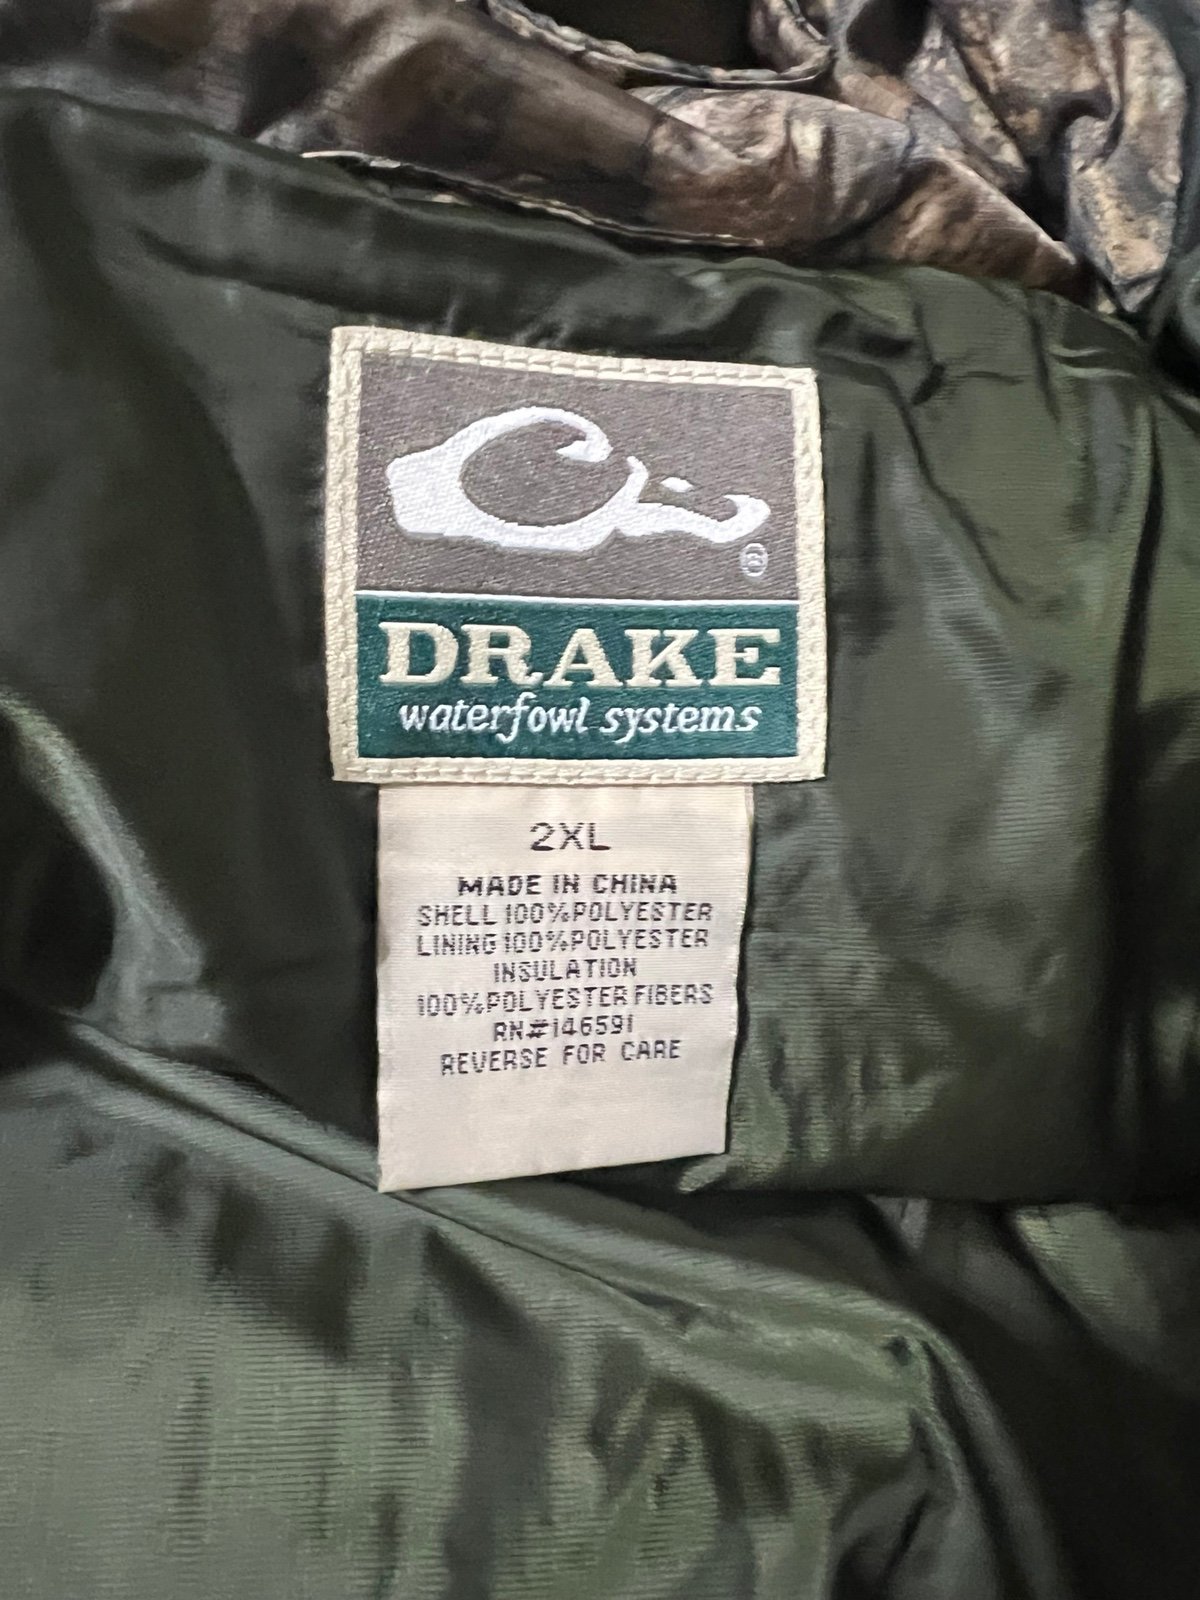 ®
DRAKE
waterfowl systems
2XL
MADE IN CHINA
SHELL 100%POLYESTER
LINING 100%POLYESTER
INSULATION
100%POLYESTER FIBERS
RN#146591
REVERSE FOR CARE